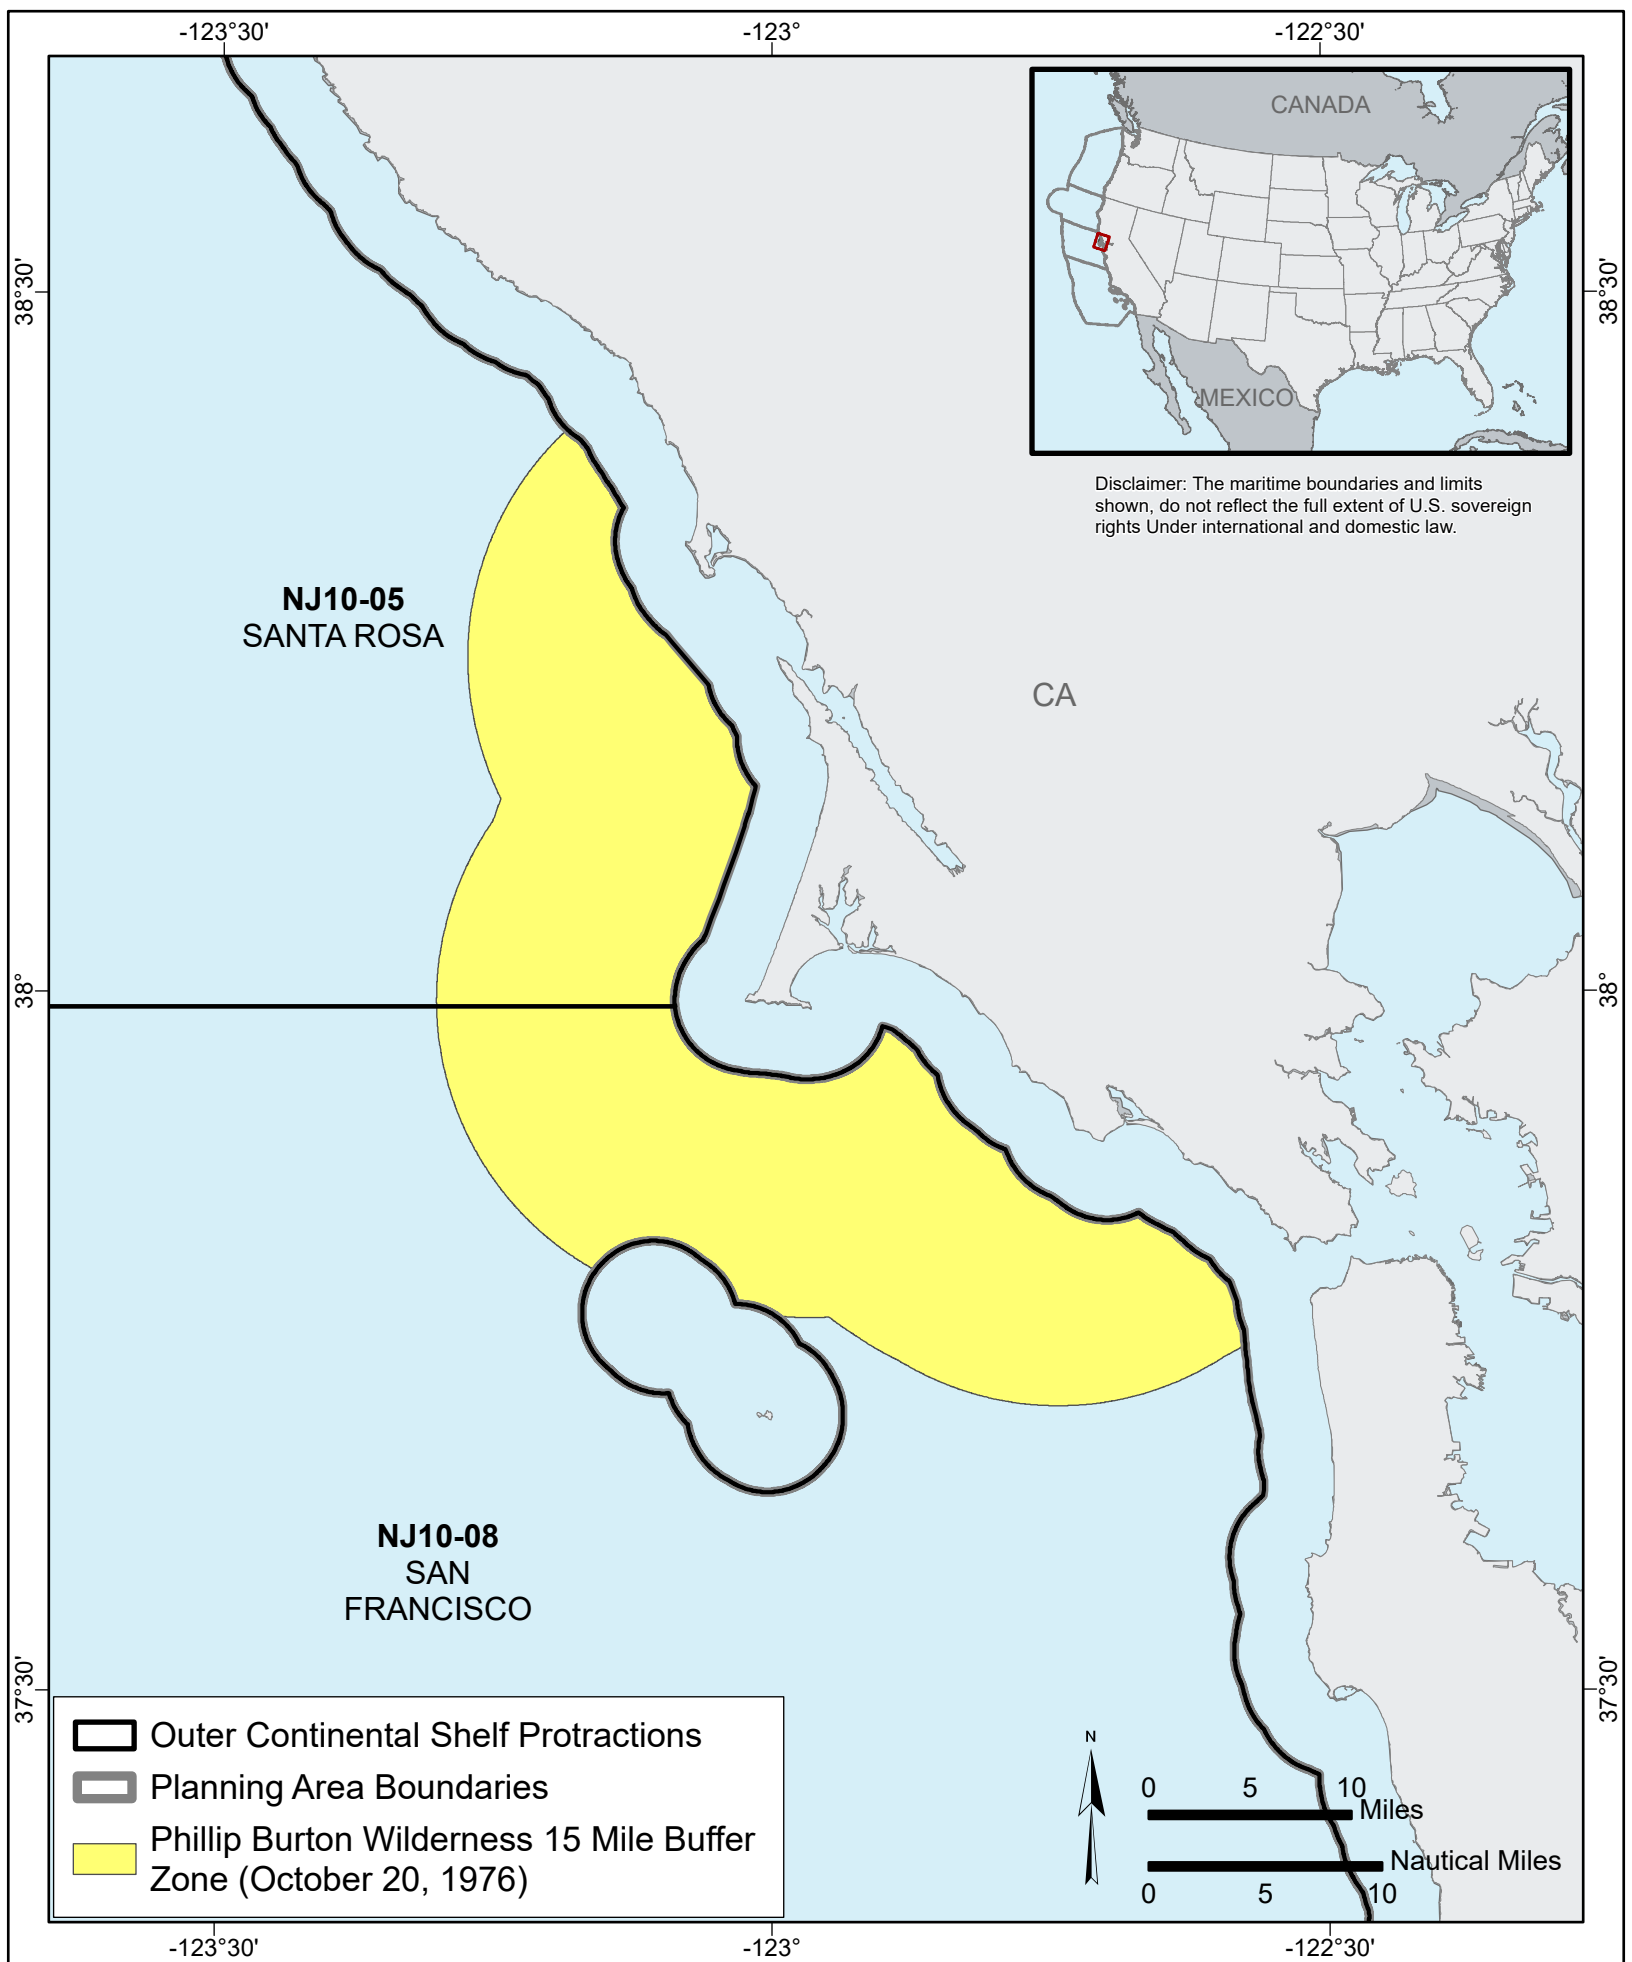 -123°30'
-123°
-122°30'
CANADA
MEXICO
38°30'
38°30'
Disclaimer: The maritime boundaries and limits
shown, do not reflect the full extent of U.S. sovereign
rights Under international and domestic law.
NJ10-05
SANTA ROSA
CA
38°
38°
NJ10-08
SAN
FRANCISCO
37°30'
37°30'
Outer Continental Shelf Protractions
Planning Area Boundaries
Phillip Burton Wilderness 15 Mile Buffer
Zone (October 20, 1976)
N
0 5 10
Miles
Nautical Miles
0 5 10
-123°30'
-123°
-122°30'